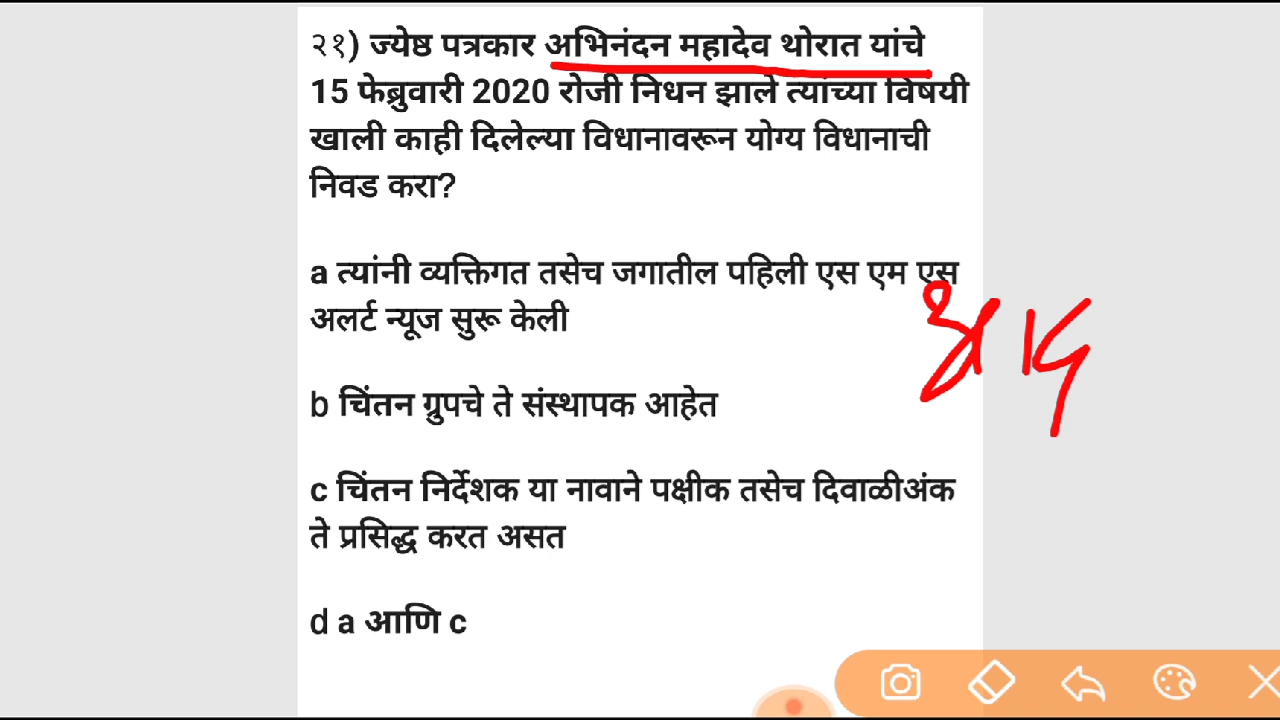 २१) ज्येष्ठ पत्रकार अभिनंदन महादेव थोरात यांचे
15 फेब्रुवारी 2020 रोजी निधन झाले त्यांच्या विषयी
खाली काही दिलेल्या विधानावरून योग्य विधानाची
निवड करा?
a त्यांनी व्यक्तिगत तसेच जगातील पहिली एस एम एस
अलर्ट न्यूज सुरू केली
b चिंतन ग्रुपचे ते संस्थापक आहेत
c चिंतन निर्देशक या नावाने पक्षीक तसेच दिवाळीअंक
ते प्रसिद्ध करत असत
d a आणि c